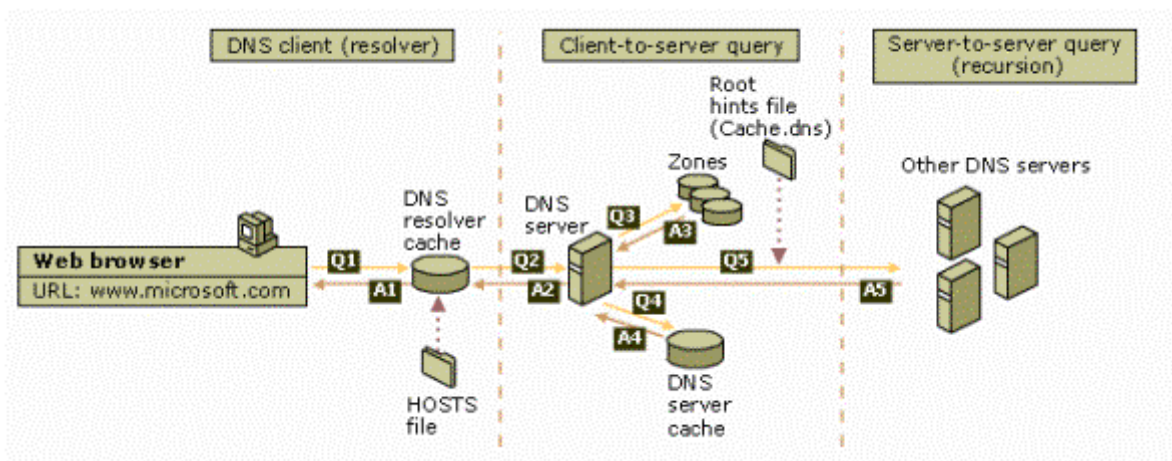 DNS client (resolver)
Client-to-server query
Server-to-server query
(recursion)
Root
hints file
(Cache.dns)
Zones
Other DNS servers
DNS
resolver
cache
DNS
server
Q3
A3
Web browser
URL: www.microsoft.com
Q1
A1
Q2
A2
Q5
A5
Q4
A4
HOSTS
file
DNS
server
cache